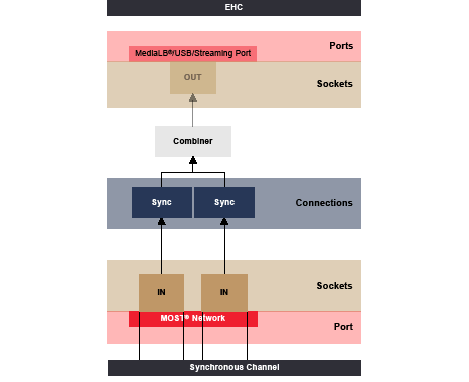 EHC
Ports
MediaLB®/USB/Streaming Port
OUT
Sockets
Combiner
Sync Sync Connections
IN IN Sockets
MOST® Network
Port
Synchronous Channel